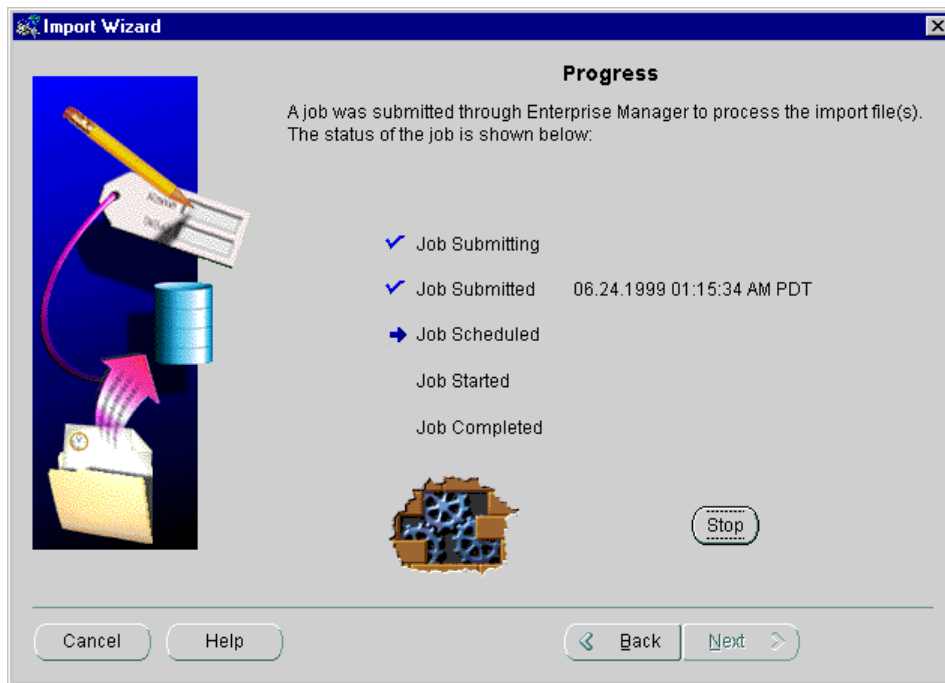 Import Wizard
Progress
A job was submitted through Enterprise Manager to process the import file(s).
The status of the job is shown below:
Job Submitting
Job Submitted 06.24.1999 01:15:34 AM PDT
Job Scheduled
Job Started
Job Completed
Stop
Cancel Help Back Next